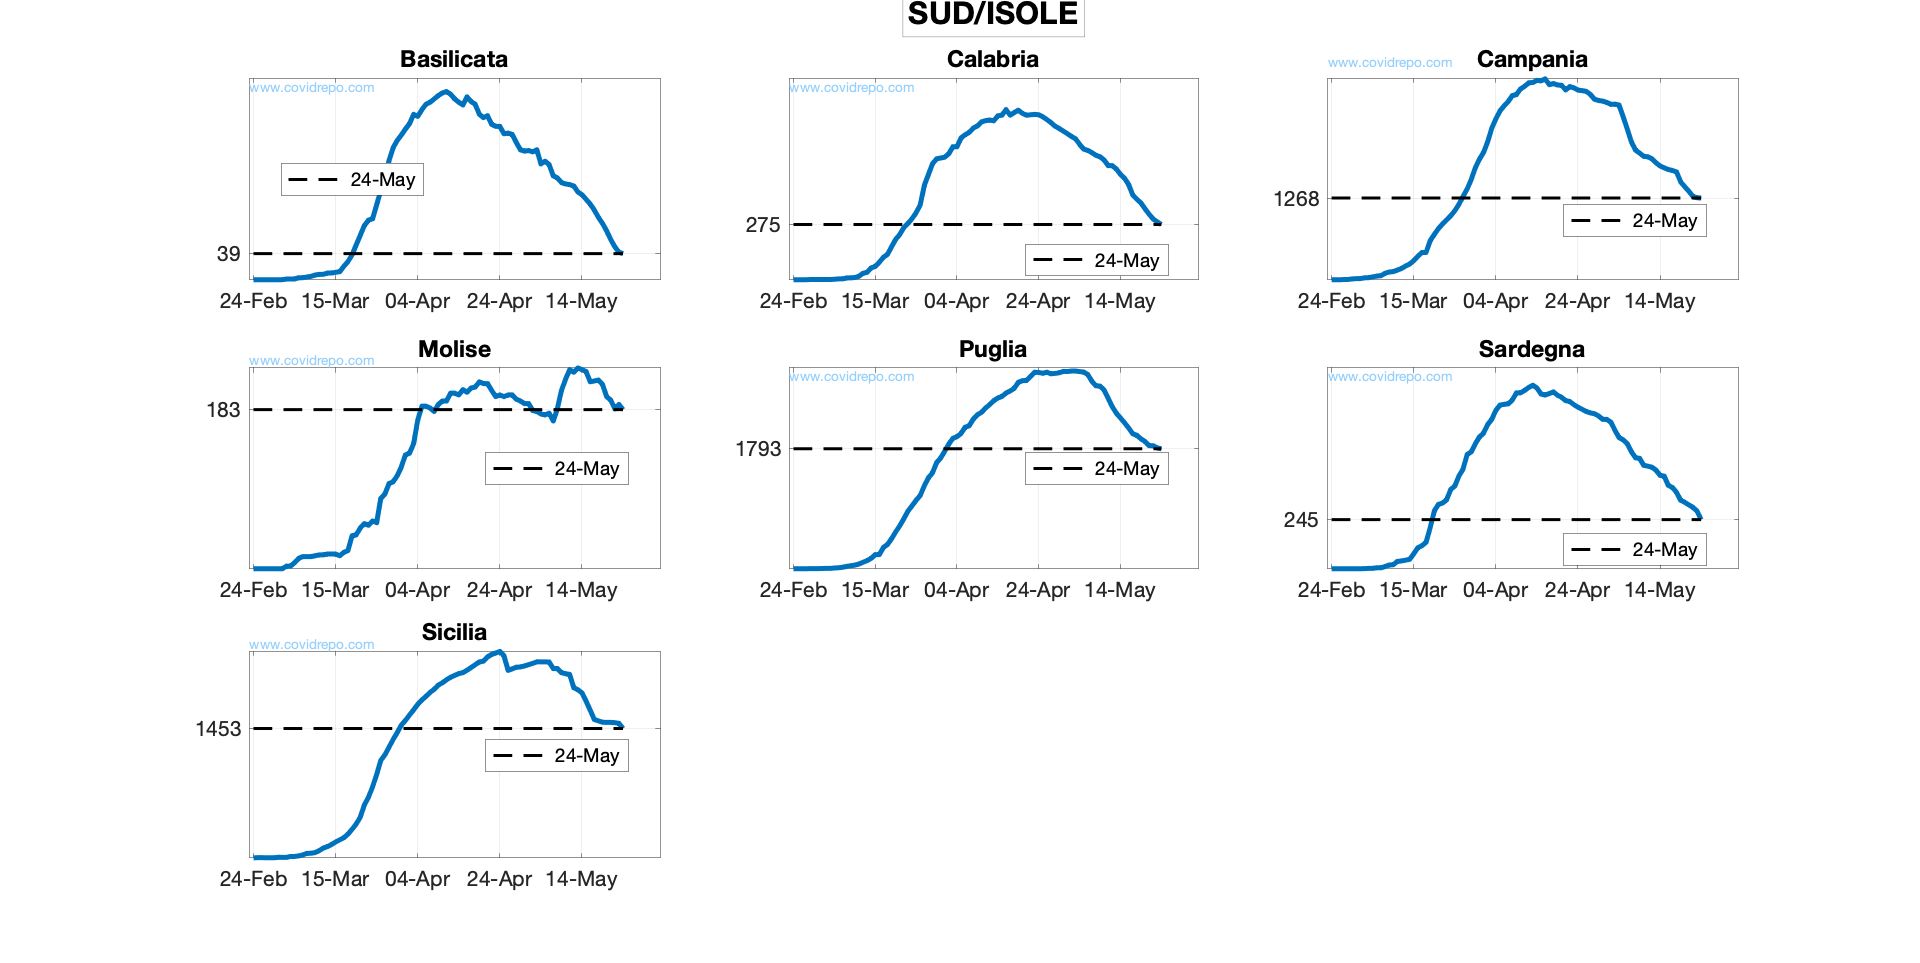 SUD/ISOLE
Basilicata
www.covidrepo.com
24-May
39
24-Feb 15-Mar 04-Apr 24-Apr 14-May
Calabria
www.covidrepo.com
275
24-May
24-Feb 15-Mar 04-Apr 24-Apr 14-May
www.covidrepo.com Campania
1268
24-May
24-Feb 15-Mar 04-Apr 24-Apr 14-May
Molise
www.covidrepo.com
183
24-May
24-Feb 15-Mar 04-Apr 24-Apr 14-May
Puglia
www.covidrepo.com
1793
24-May
24-Feb 15-Mar 04-Apr 24-Apr 14-May
Sardegna
www.covidrepo.com
245
24-May
24-Feb 15-Mar 04-Apr 24-Apr 14-May
Sicilia
www.covidrepo.com
1453
24-May
24-Feb 15-Mar 04-Apr 24-Apr 14-May